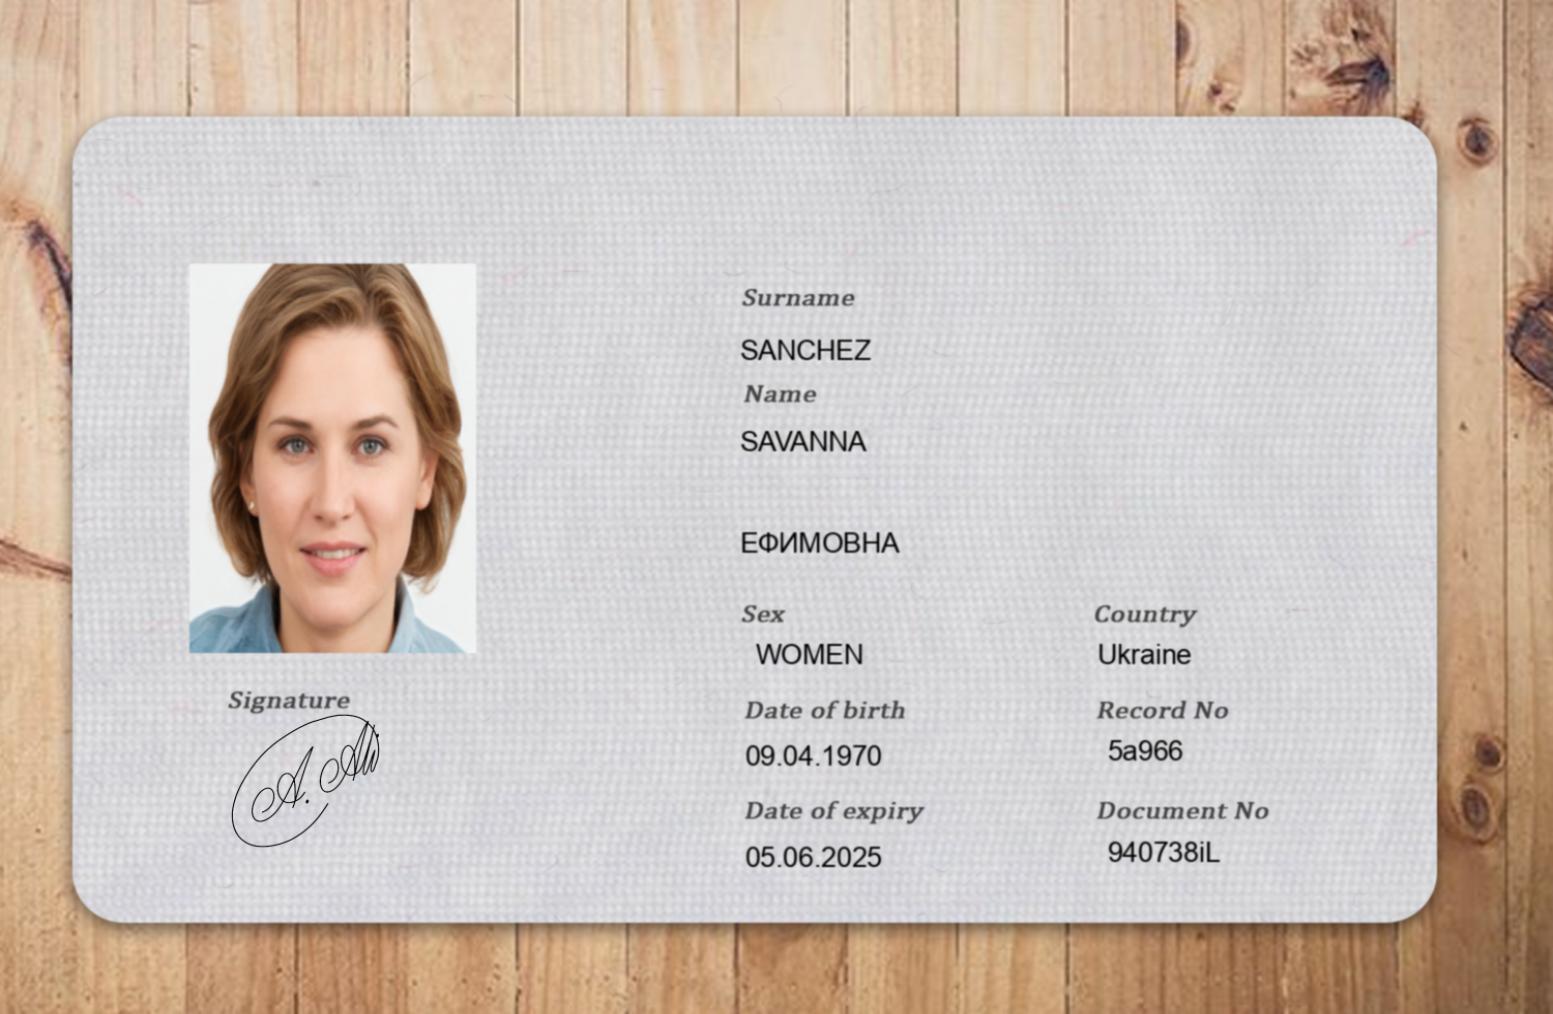 Surname
SANCHEZ
Name
SAVANNA
ЕФИМОВНА
Sex
WOMEN
Country
Ukraine
Date of birth
09.04.1970
Record No
5a966
Date of expiry
05.06.2025
Document No
940738iL
Signature